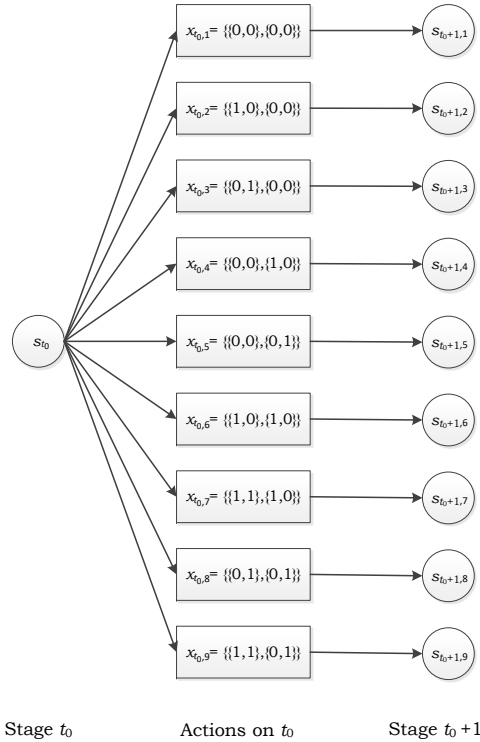 x_{t₀,1}= {{0,0},{0,0}} s_{t₀+1,1}
x_{t₀,2}= {{1,0},{0,0}} s_{t₀+1,2}
x_{t₀,3}= {{0,1},{0,0}} s_{t₀+1,3}
x_{t₀,4}= {{0,0},{1,0}} s_{t₀+1,4}
s_{t₀} x_{t₀,5}= {{0,0},{0,1}} s_{t₀+1,5}
x_{t₀,6}= {{1,0},{1,0}} s_{t₀+1,6}
x_{t₀,7}= {{1,1},{1,0}} s_{t₀+1,7}
x_{t₀,8}= {{0,1},{0,1}} s_{t₀+1,8}
x_{t₀,9}= {{1,1},{0,1}} s_{t₀+1,9}
Stage t₀ Actions on t₀ Stage t₀ +1